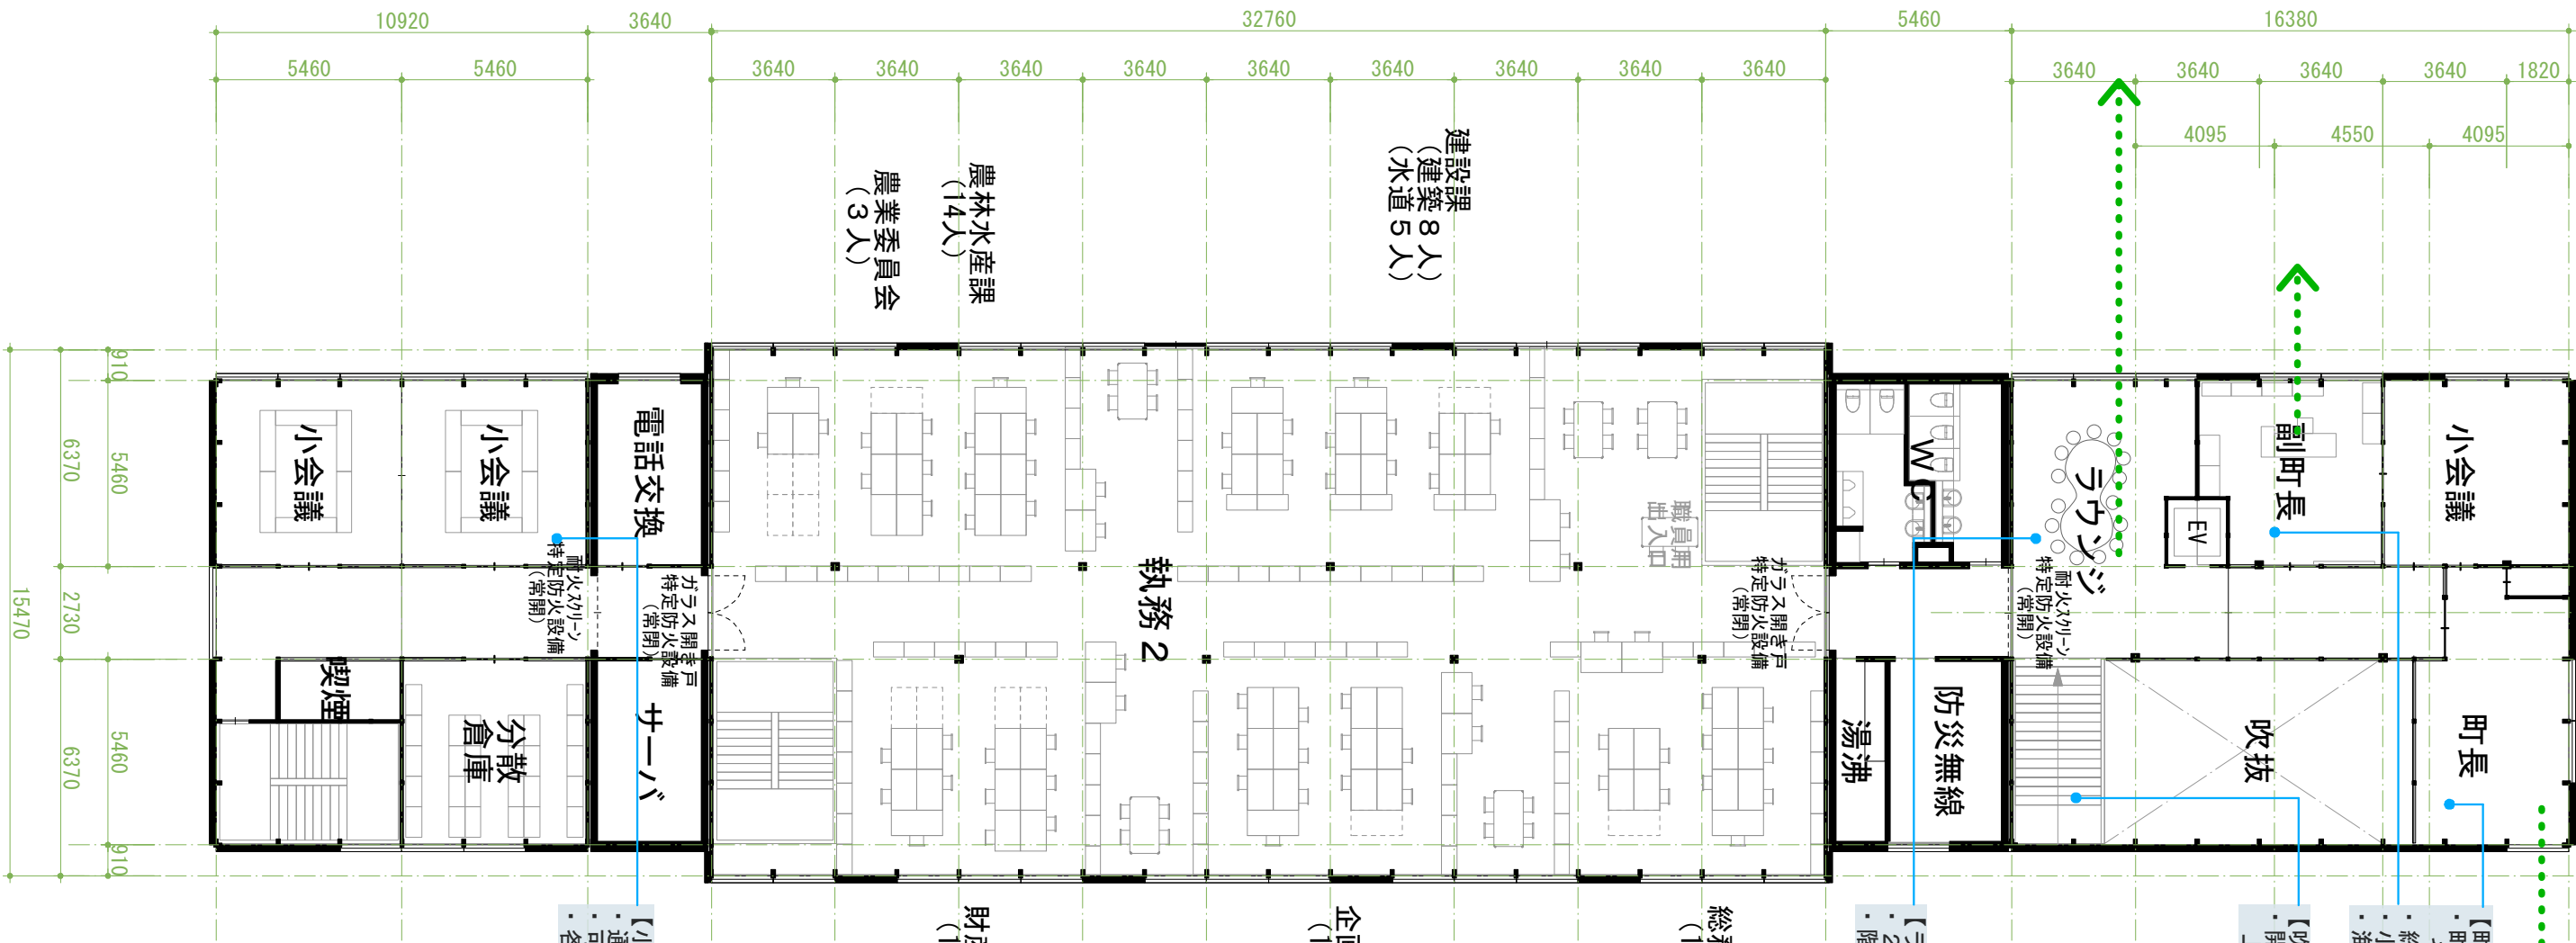 10920
3640
32760
5460
16380
5460
5460
3640
3640
3640
3640
3640
3640
3640
3640
3640
3640
3640
3640
3640
1820
4095
4550
4095
建設課
（建築８人）
（水道５人）
農林水産課
（14人）
農業委員会
（３人）
910
5460
6370
2730
15470
5460
6370
910
小会議
小会議
電話交換
執務２
職員用
出入口
ＷＣ
ラウンジ
EV
副町長
小会議
耐火スクリーン
特定防火設備
（常開）
ガラス開き戸
特定防火設備
（常閉）
ガラス開き戸
特定防火設備
（常閉）
耐火スクリーン
特定防火設備
（常開）
喫煙
分散
倉庫
サーバ
湯沸
防災無線
吹抜
町長